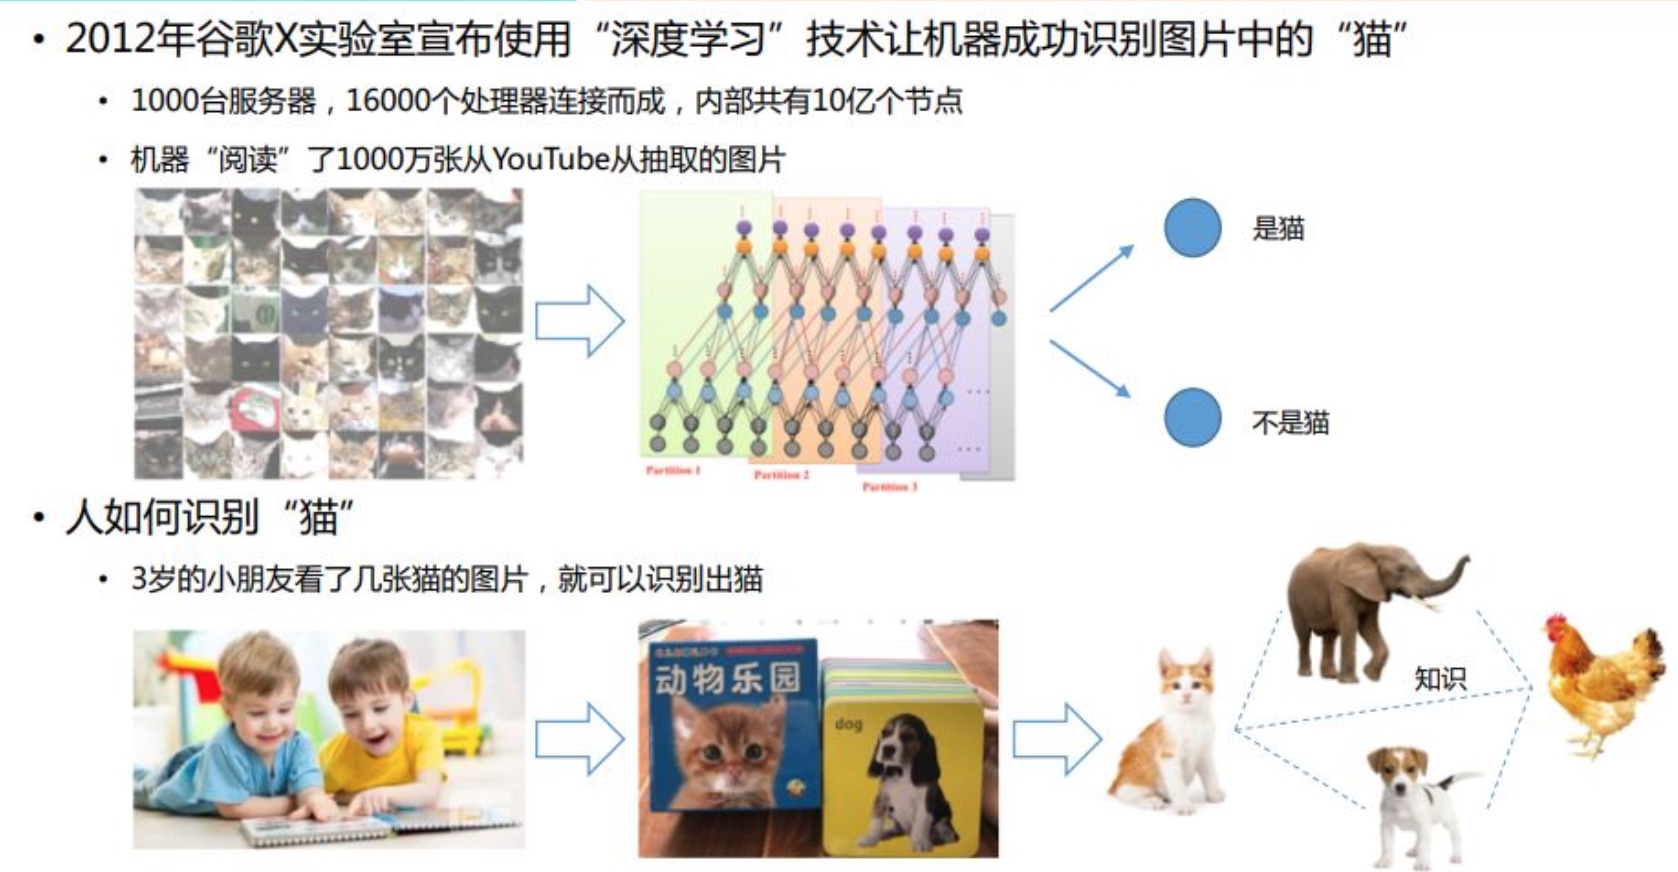 • 2012年谷歌X实验室宣布使用“深度学习”技术让机器成功识别图片中的“猫”
• 1000台服务器，16000个处理器连接而成，内部共有10亿个节点
• 机器“阅读”了1000万张从YouTube从抽取的图片
是猫
不是猫
Partition 1
Partition 2
Partition 3
• 人如何识别“猫”
• 3岁的小朋友看了几张猫的图片，就可以识别出猫
动物乐园
dog
知识